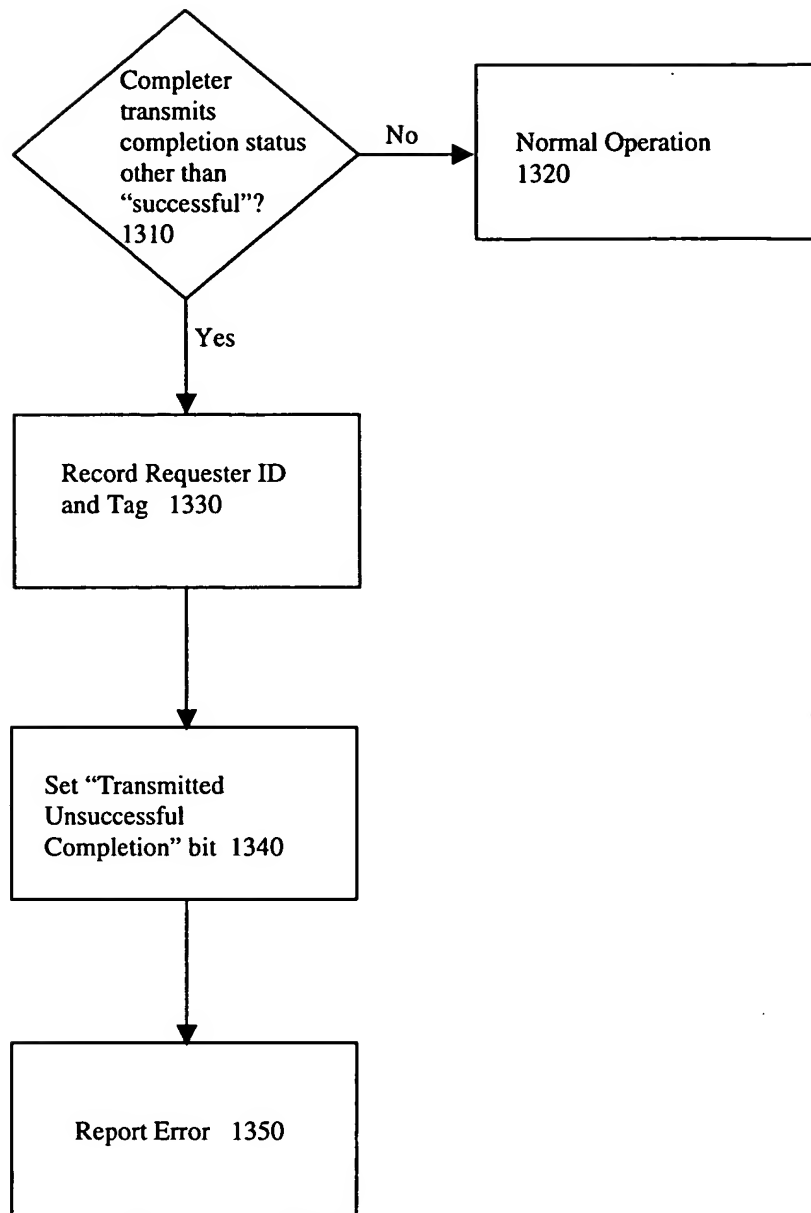 Completer
transmits
completion status
other than
“successful”?
1310
No
Normal Operation
1320
Yes
Record Requester ID
and Tag 1330
Set “Transmitted
Unsuccessful
Completion” bit 1340
Report Error 1350